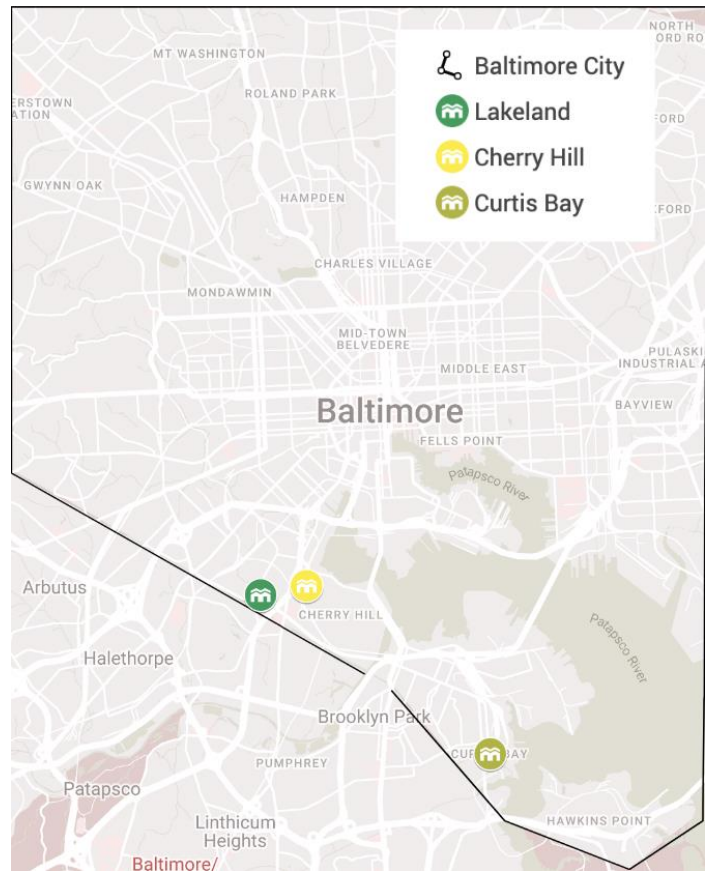 NORTH
ORD RO
MT WASHINGTON
Baltimore City
ROLAND PARK
ERSTOWN
ATION
Lakeland
FORD
Cherry Hill
GWYNN OAK
HAMPDEN
KFORD
Curtis Bay
CHARLES VILLAGE
MONDAWMIN
MID-TOWN
BELVEDERE
MIDDLE EAST
PULASKI
INDUSTRIAL A
Baltimore
BAYVIEW
FELLS POINT
Patapsco River
Arbutus
CHERRY HILL
Patapsco River
Halethorpe
Brooklyn Park
CU
BAY
PUMPHREY
Patapsco
Linthicum
Heights
HAWKINS POINT
Baltimore/